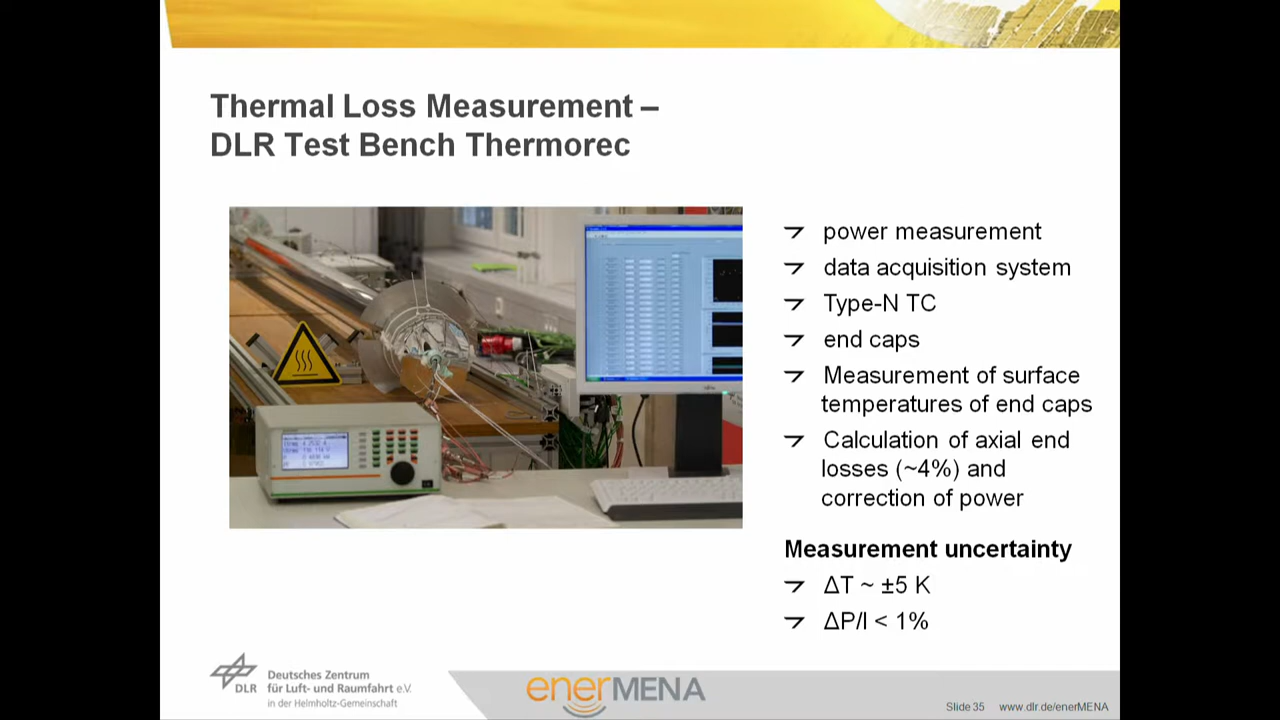 Thermal Loss Measurement –
DLR Test Bench Thermorec
power measurement
data acquisition system
Type-N TC
end caps
Measurement of surface
temperatures of end caps
Calculation of axial end
losses (~4%) and
correction of power
Measurement uncertainty
ΔT ~ ±5 K
ΔP/l < 1%
DLR
Deutsches Zentrum
für Luft- und Raumfahrt e.V.
in der Helmholtz-Gemeinschaft
enerMENA
Slide 35 www.dlr.de/enerMENA